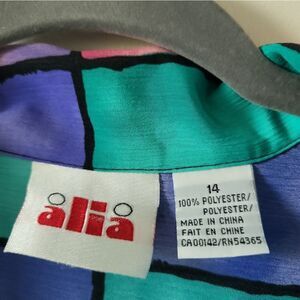 alia
14
100% POLYESTER/
POLYESTER/
MADE IN CHINA
FAIT EN CHINE
CA00142/RN54365